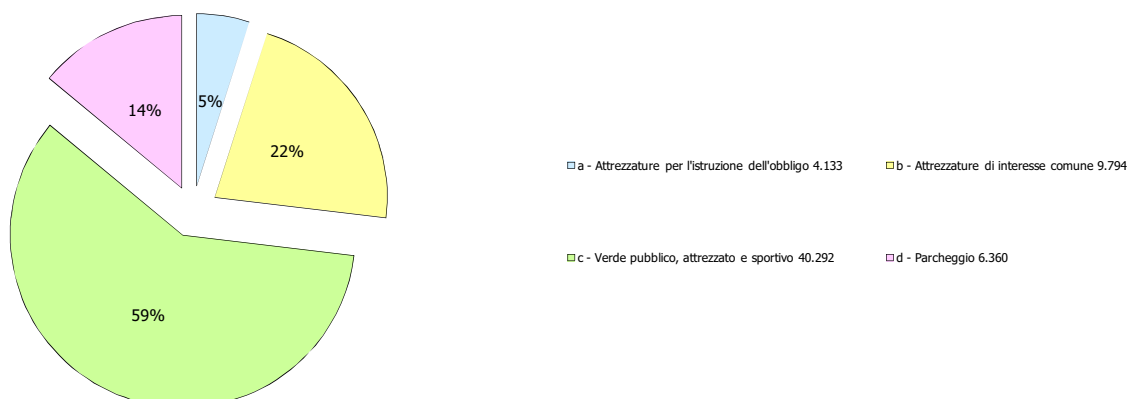 14%
5%
22%
59%
a - Attrezzature per l'istruzione dell'obbligo 4.133
b - Attrezzature di interesse comune 9.794
c - Verde pubblico, attrezzato e sportivo 40.292
d - Parcheggio 6.360